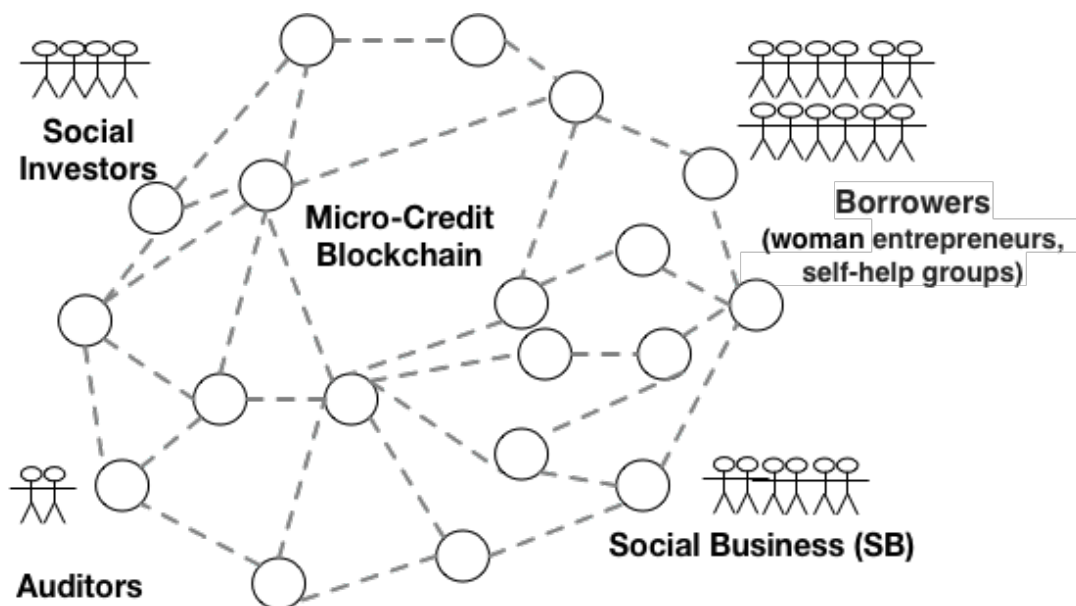 Social
Investors
Micro-Credit
Blockchain
Borrowers
(woman entrepreneurs,
self-help groups)
Social Business (SB)
Auditors